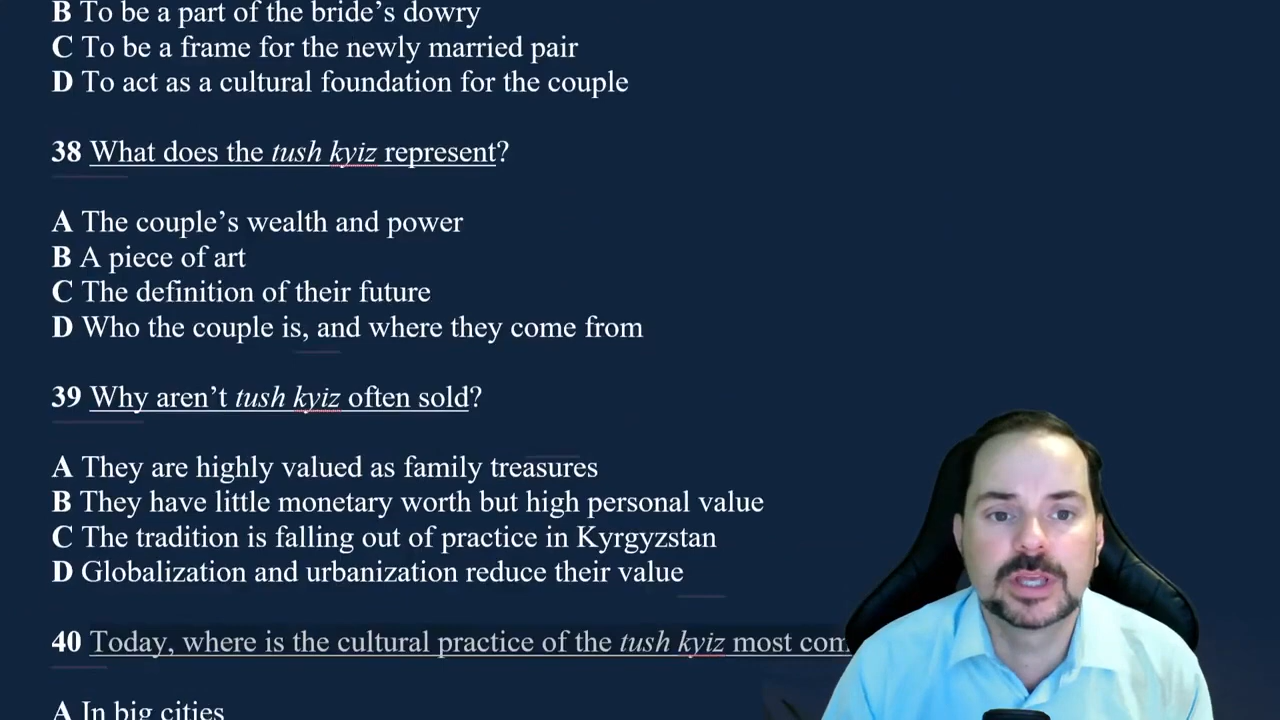 B To be a part of the bride’s dowry
C To be a frame for the newly married pair
D To act as a cultural foundation for the couple
38 What does the tush kyiz represent?
A The couple’s wealth and power
B A piece of art
C The definition of their future
D Who the couple is, and where they come from
39 Why aren’t tush kyiz often sold?
A They are highly valued as family treasures
B They have little monetary worth but high personal value
C The tradition is falling out of practice in Kyrgyzstan
D Globalization and urbanization reduce their value
40 Today, where is the cultural practice of the tush kyiz most
A In big cities